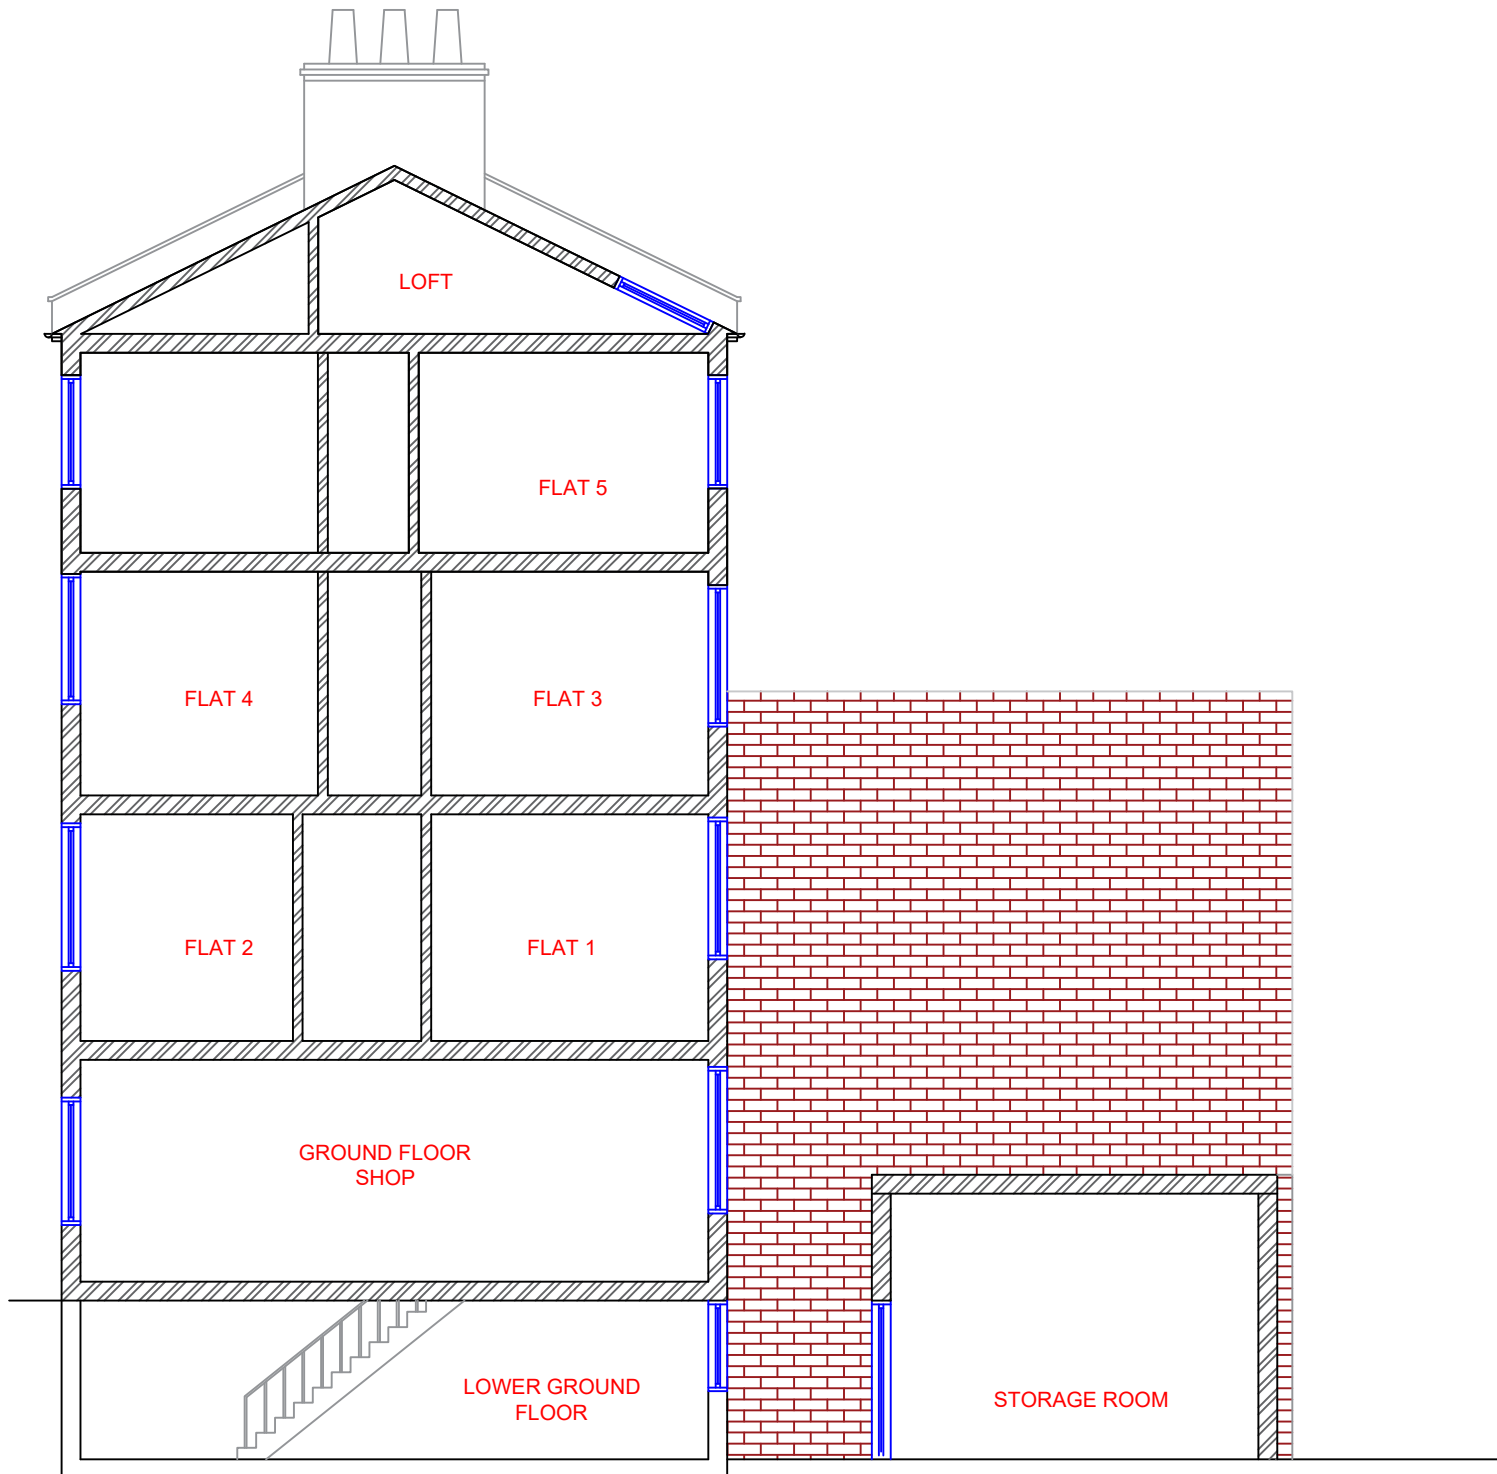 LOFT
FLAT 5
FLAT 4
FLAT 3
FLAT 2
FLAT 1
GROUND FLOOR
SHOP
LOWER GROUND
FLOOR
STORAGE ROOM